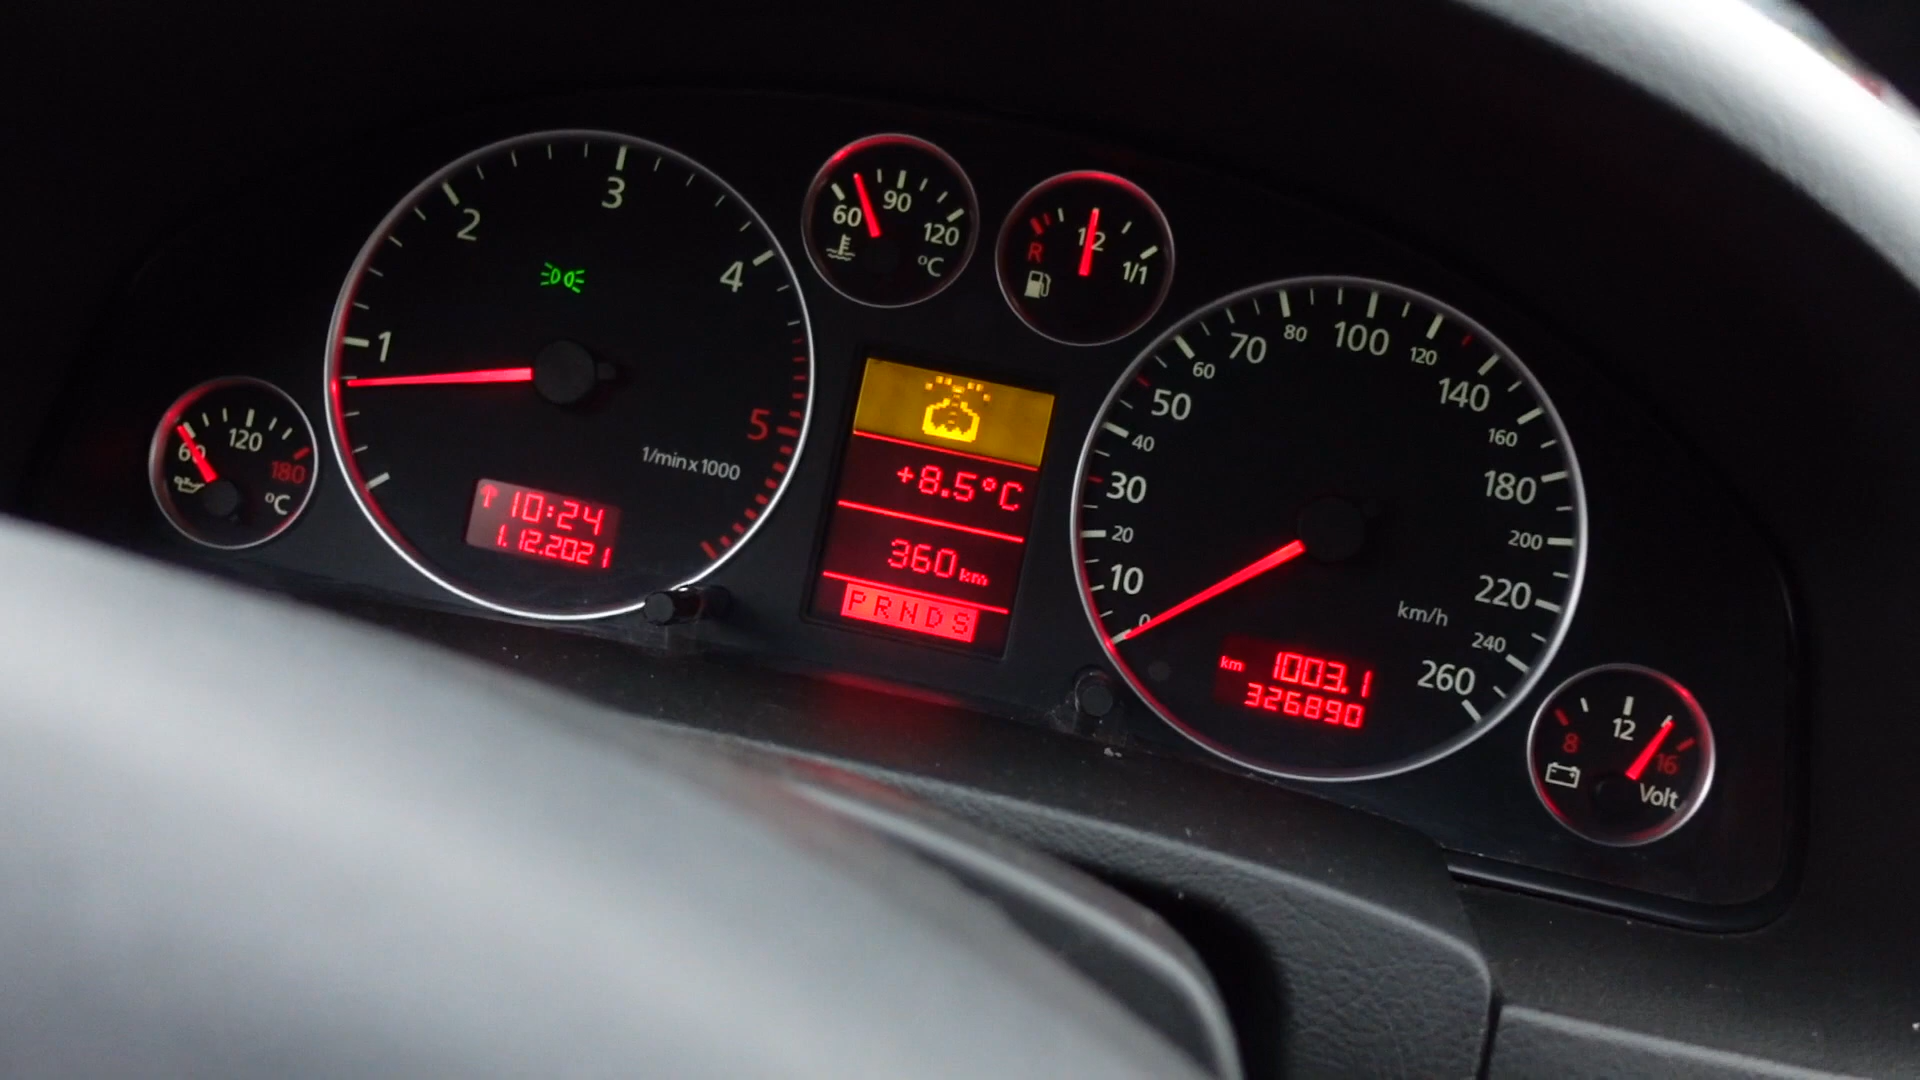 60 120 180
°C
1 2 3 4 5
1/min x 1000
10:24
1.12.2021
60 90 120
°C
R 1/2 1/1
+8.5°C
360 km
PRNDS
0 10 20 30 40 50 60 70 80 100 120 140 160 180 200 220 240 260
km/h
km 1003.1
326890
8 12 16
Volt